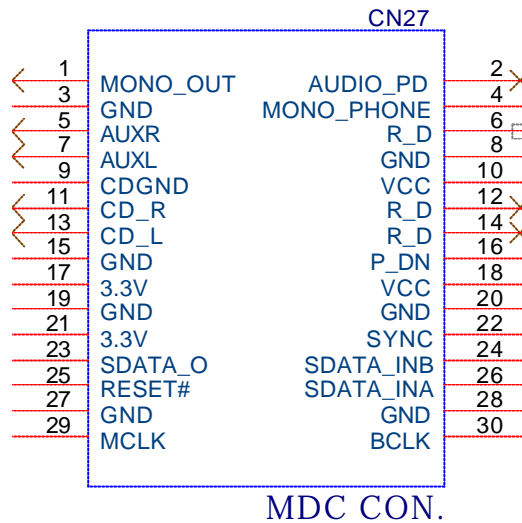 CN27
1 MONO_OUT AUDIO_PD 2
3 GND MONO_PHONE 4
5 AUXR R_D 6
7 AUXL GND 8
9 CDGND VCC 10
11 CD_R R_D 12
13 CD_L R_D 14
15 GND P_DN 16
17 3.3V VCC 18
19 GND GND 20
21 3.3V SYNC 22
23 SDATA_O SDATA_INB 24
25 RESET# SDATA_INA 26
27 GND GND 28
29 MCLK BCLK 30
MDC CON.